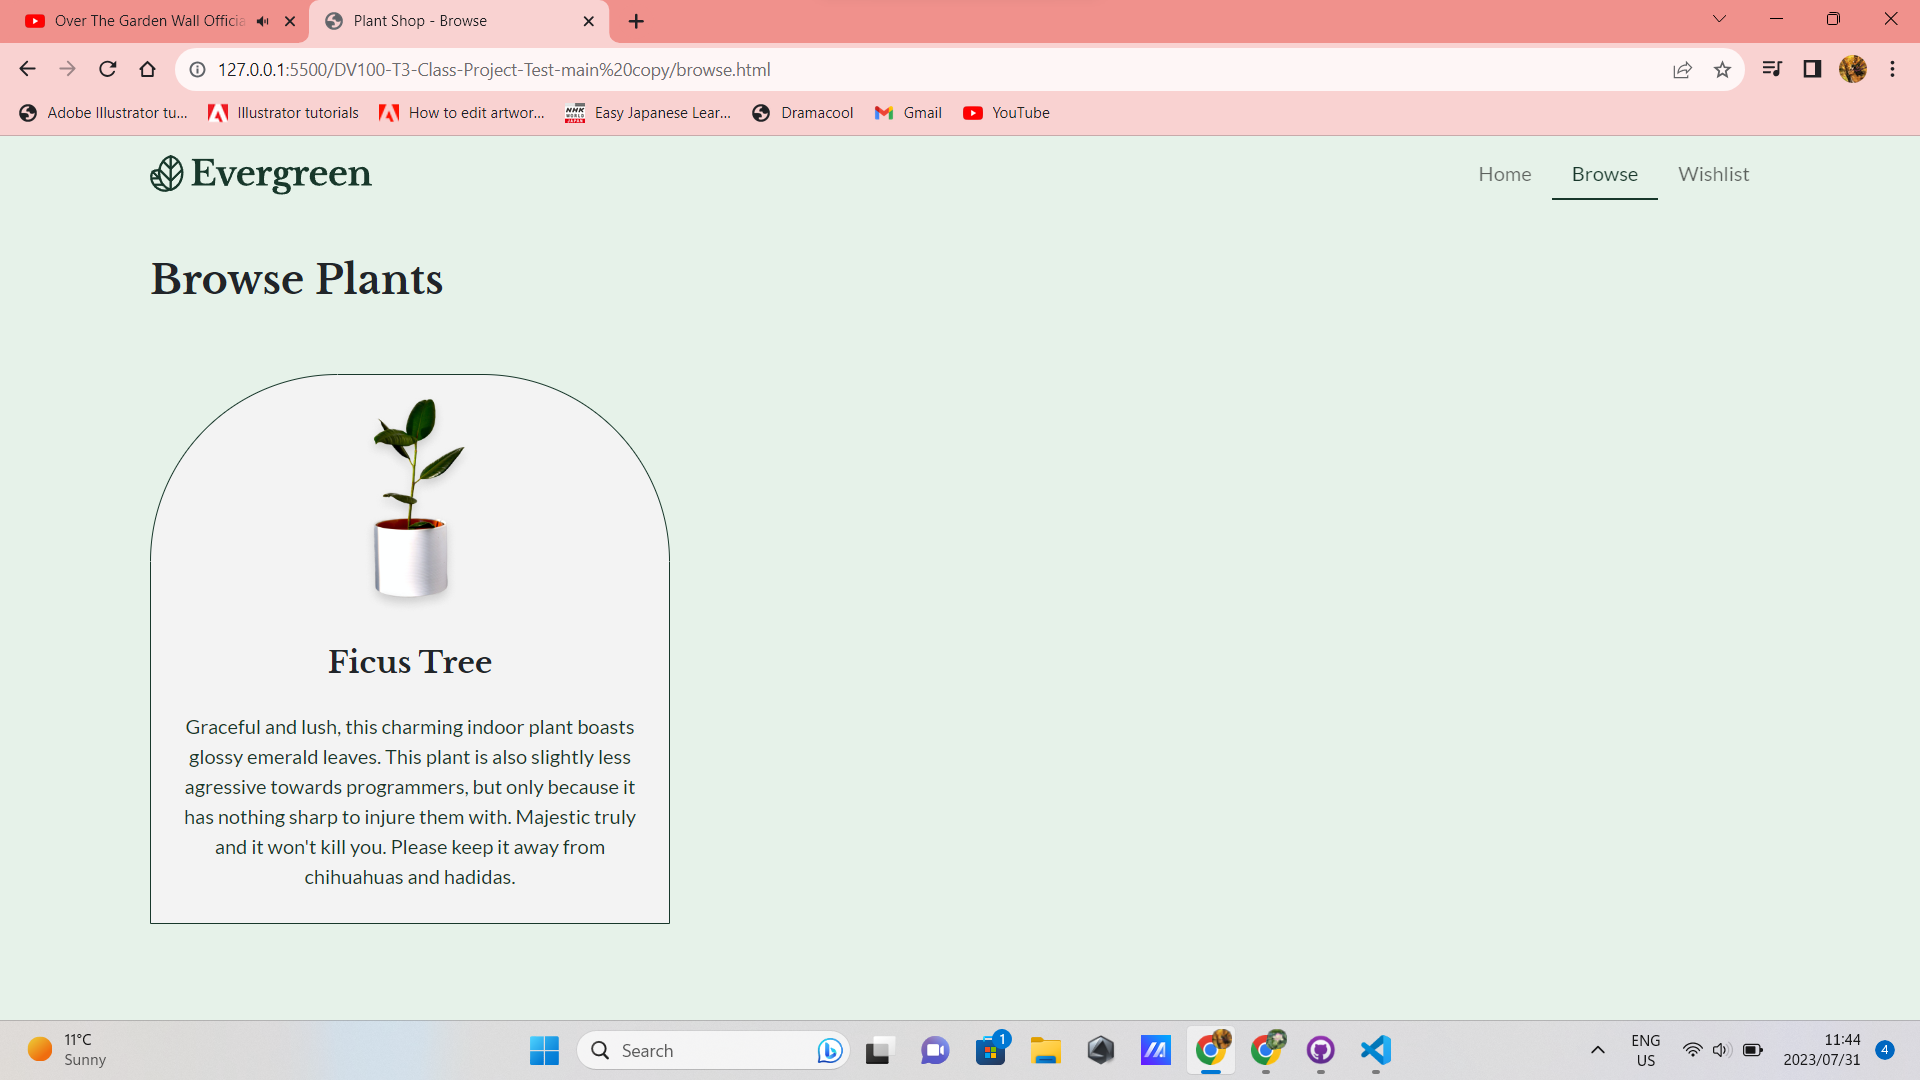 Over The Garden Wall Officia
Plant Shop - Browse
127.0.0.1:5500/DV100-T3-Class-Project-Test-main%20copy/browse.html
Adobe Illustrator tu...
Illustrator tutorials
How to edit artwor...
NHK WORLD JAPAN
Easy Japanese Lear...
Dramacool
Gmail
YouTube
Evergreen
Home
Browse
Wishlist
Browse Plants
Ficus Tree
Graceful and lush, this charming indoor plant boasts
glossy emerald leaves. This plant is also slightly less
agressive towards programmers, but only because it
has nothing sharp to injure them with. Majestic truly
and it won't kill you. Please keep it away from
chihuahuas and hadidas.
11°C
Sunny
Search
1
ENG
US
11:44
2023/07/31
4